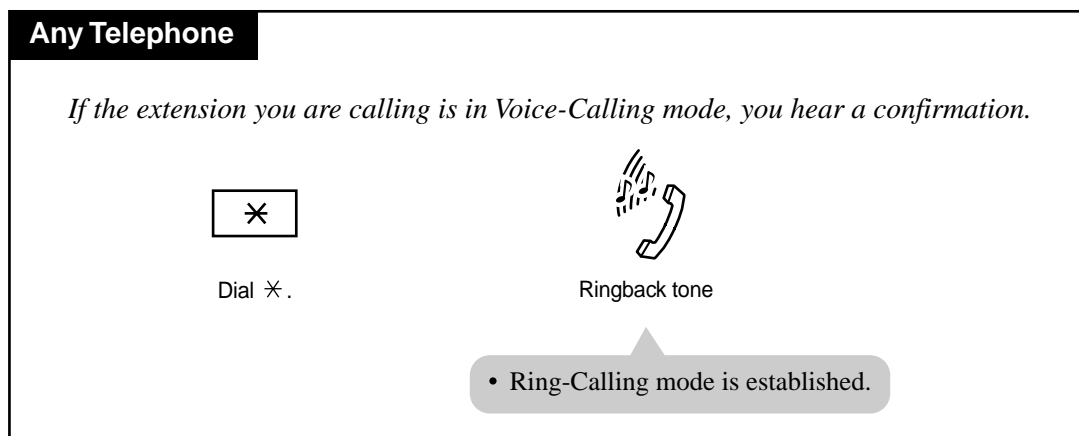 Any Telephone
If the extension you are calling is in Voice-Calling mode, you hear a confirmation.
✳
Dial ✳.
Ringback tone
• Ring-Calling mode is established.